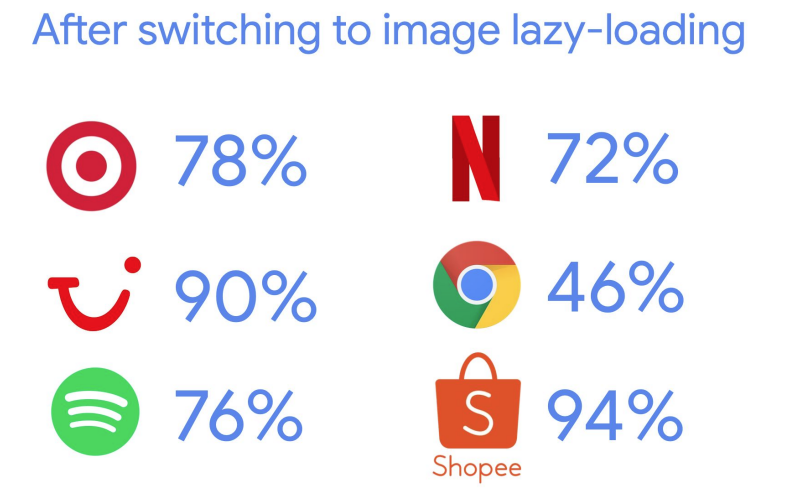 After switching to image lazy-loading
78%
72%
90%
46%
76%
S
94%
Shopee